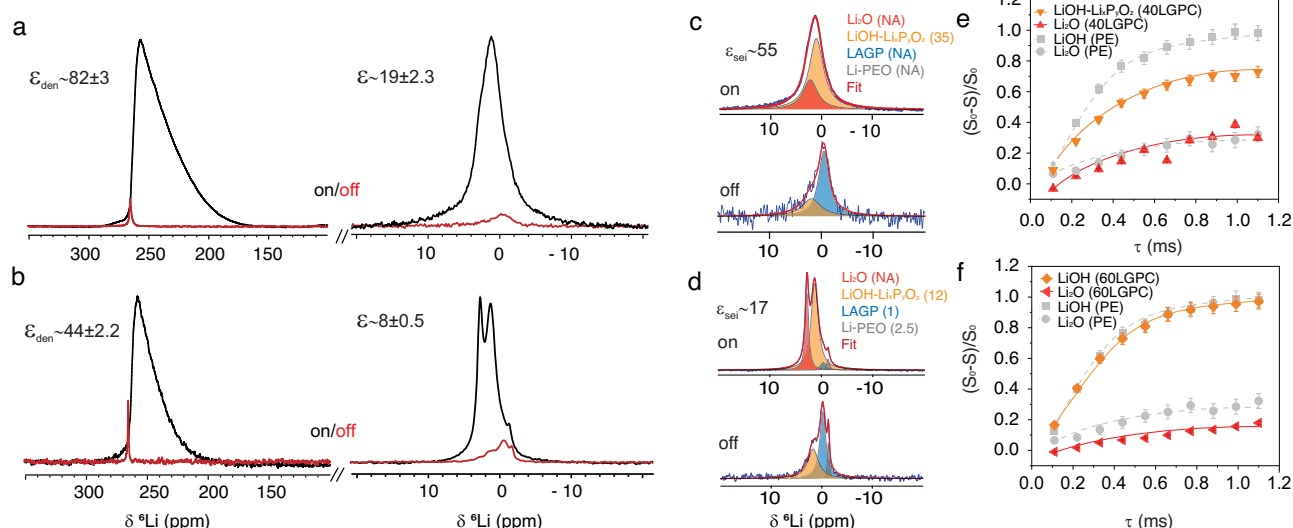 a
ε_den~82±3
ε~19±2.3
on/off
300 250 200 150
10 0 - 10
b
ε_den~44±2.2
ε~8±0.5
on/off
300 250 200 150
10 0 - 10
δ ⁶Li (ppm)
δ ⁶Li (ppm)
c
ε_sei~55
on
Li₂O (NA)
LiOH-LiₓPᵧO_z (35)
LAGP (NA)
Li-PEO (NA)
Fit
10 0 - 10
off
10 0 - 10
d
ε_sei~17
on
Li₂O (NA)
LiOH-LiₓPᵧO_z (12)
LAGP (1)
Li-PEO (2.5)
Fit
10 0 -10
off
10 0 -10
δ ⁶Li (ppm)
e
1.2
1.0
0.8
0.6
0.4
0.2
0.0
(S₀-S)/S₀
LiOH-LiₓPᵧO_z (40LGPC)
Li₂O (40LGPC)
LiOH (PE)
Li₂O (PE)
0.0 0.2 0.4 0.6 0.8 1.0 1.2
τ (ms)
f
1.2
1.0
0.8
0.6
0.4
0.2
0.0
(S₀-S)/S₀
LiOH (60LGPC)
Li₂O (60LGPC)
LiOH (PE)
Li₂O (PE)
0.0 0.2 0.4 0.6 0.8 1.0 1.2
τ (ms)